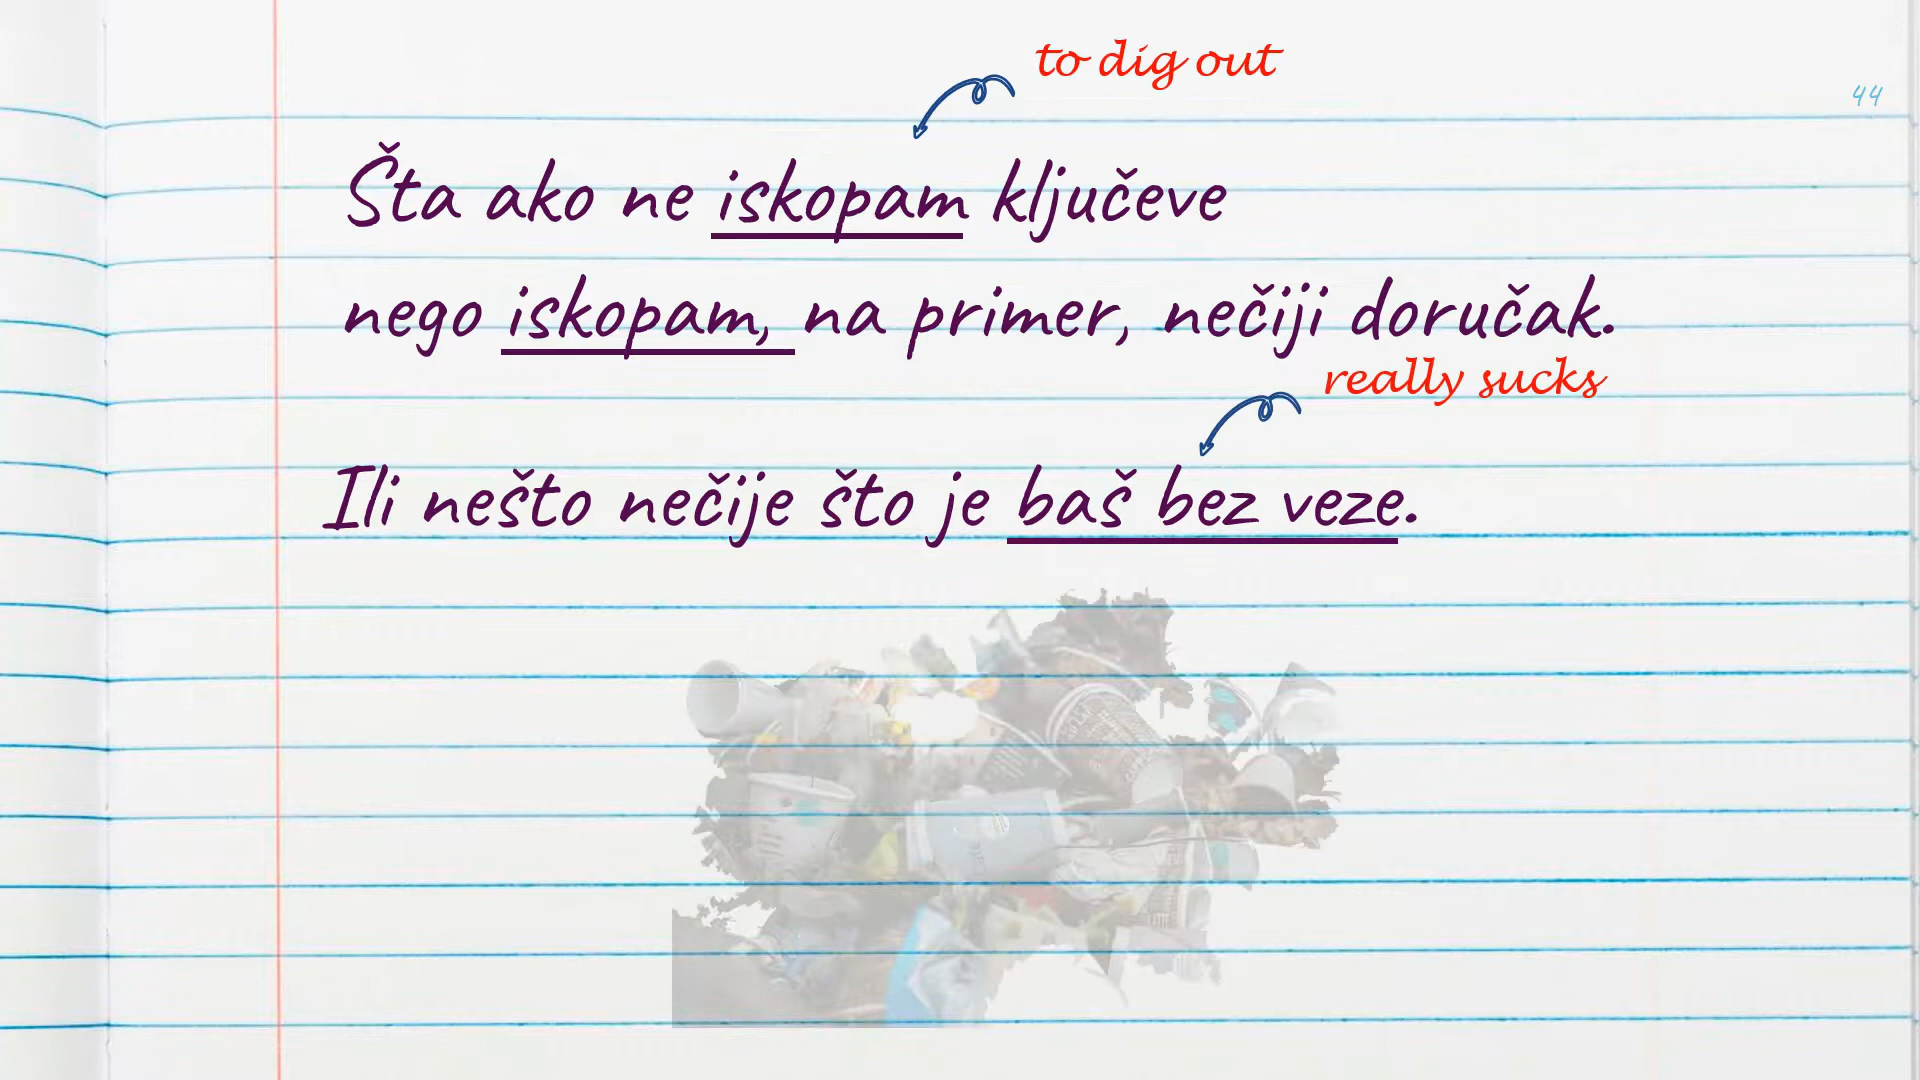 to dig out
44
Šta ako ne iskopam ključeve
nego iskopam, na primer, nečiji doručak.
really sucks
Ili nešto nečije što je baš bez veze.